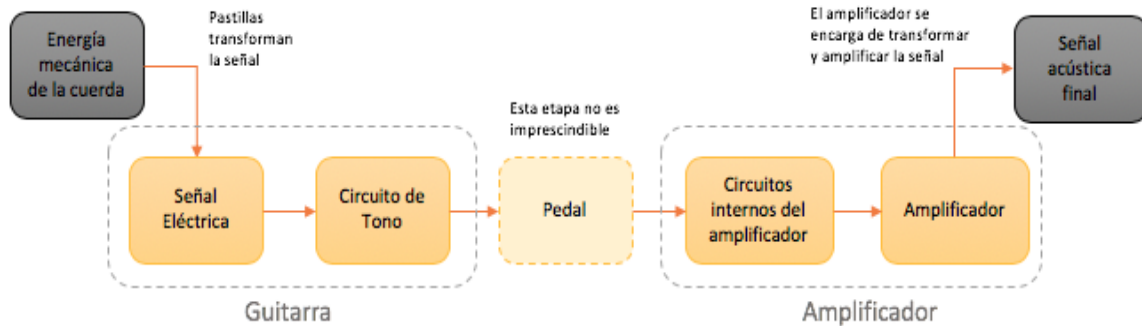 Energía
mecánica
de la cuerda
Pastillas
transforman
la señal
El amplificador se
encarga de transformar
y amplificar la señal
Señal
acústica
final
Esta etapa no es
imprescindible
Señal
Eléctrica
Circuito de
Tono
Pedal
Circuitos
internos del
amplificador
Amplificador
Guitarra
Amplificador